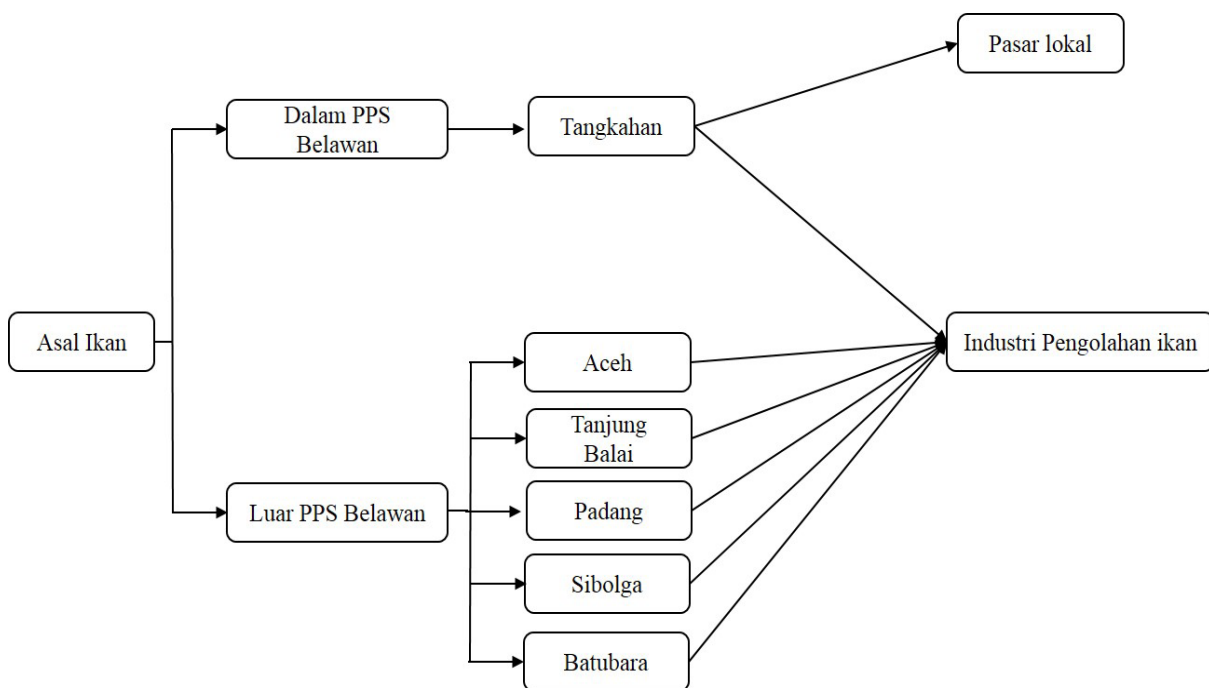 Pasar lokal
Dalam PPS
Belawan
Tangkahan
Asal Ikan
Industri Pengolahan ikan
Aceh
Tanjung
Balai
Luar PPS Belawan
Padang
Sibolga
Batubara